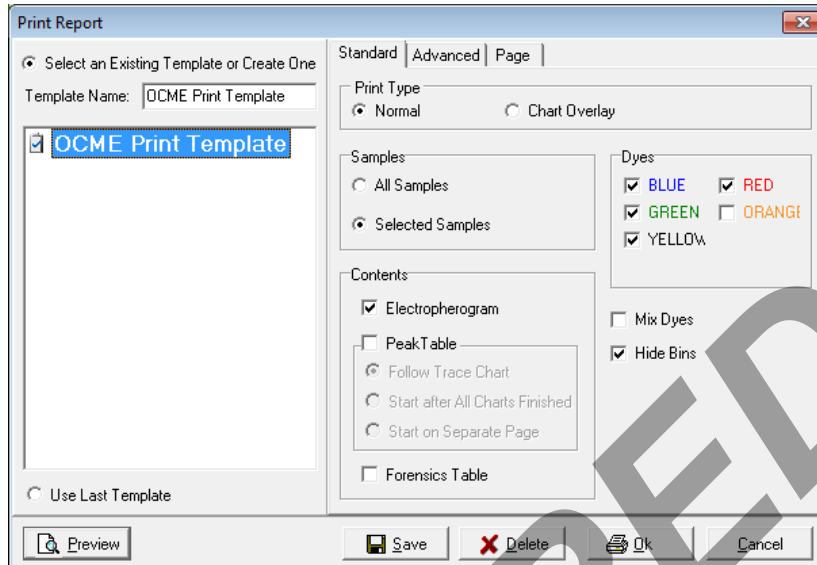 Print Report
Select an Existing Template or Create One
Template Name: OCME Print Template
OCME Print Template
Use Last Template
Standard Advanced Page
Print Type
Normal Chart Overlay
Samples
All Samples
Selected Samples
Dyes
BLUE RED
GREEN ORANGE
YELLOW
Contents
Electropherogram
PeakTable
Follow Trace Chart
Start after All Charts Finished
Start on Separate Page
Forensics Table
Mix Dyes
Hide Bins
Preview Save Delete Ok Cancel